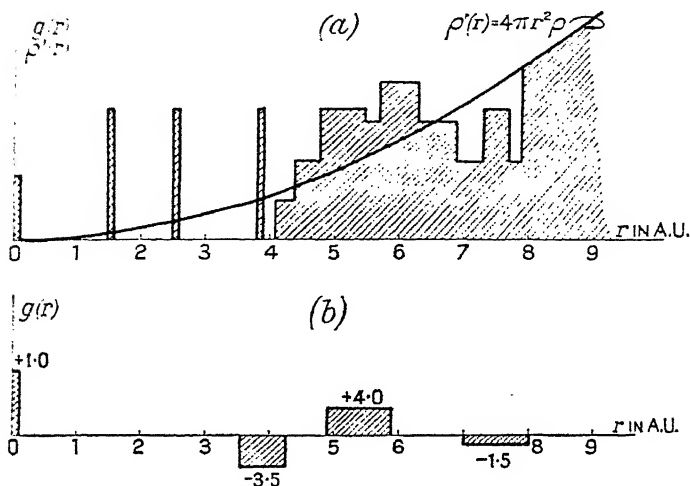 g(r)
ρ'(r)
(a)
ρ'(r)=4πr²ρ
0 1 2 3 4 5 6 7 8 9 r IN A.U.
g(r)
(b)
+1·0
+4·0
0 1 2 3 4 5 6 7 8 9 r IN A.U.
-3·5
-1·5